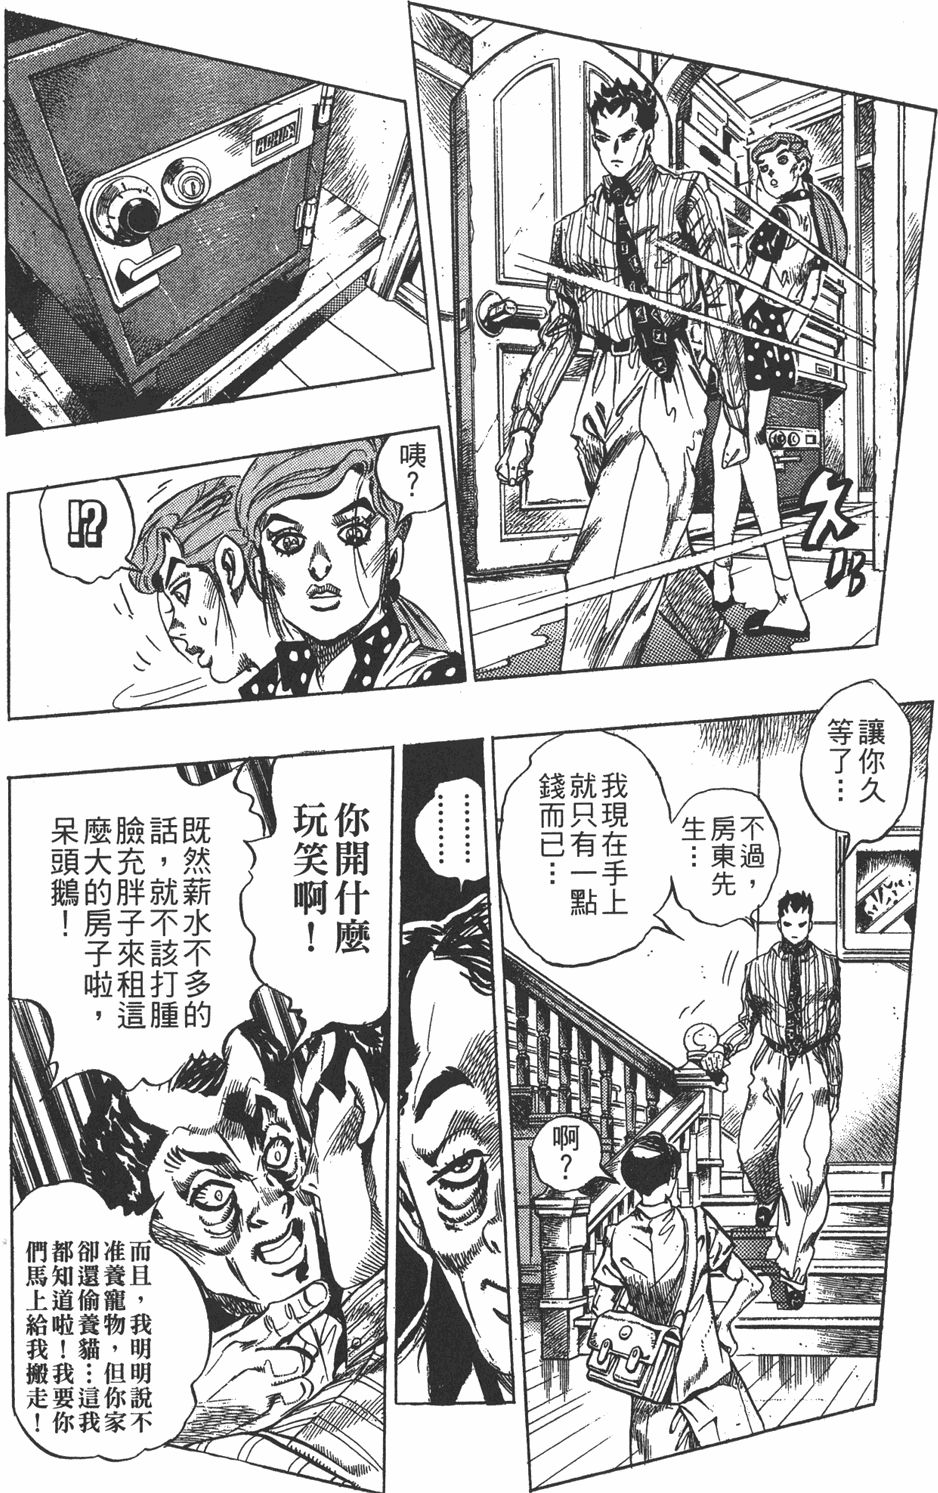 咦？
!?
讓你久
等了…
不過，
房東先
生…
我現在手上
就只有一點
錢而已…
啊？
………
………
你開什麼
玩笑啊！
既然薪水不多的
話，就不該打腫
臉充胖子來租這
麼大的房子啦，
呆頭鵝！
而且，我明明說不
准養寵物，但你家
卻還偷養貓…這我
都知道啦！我要你
們馬上給我搬走！